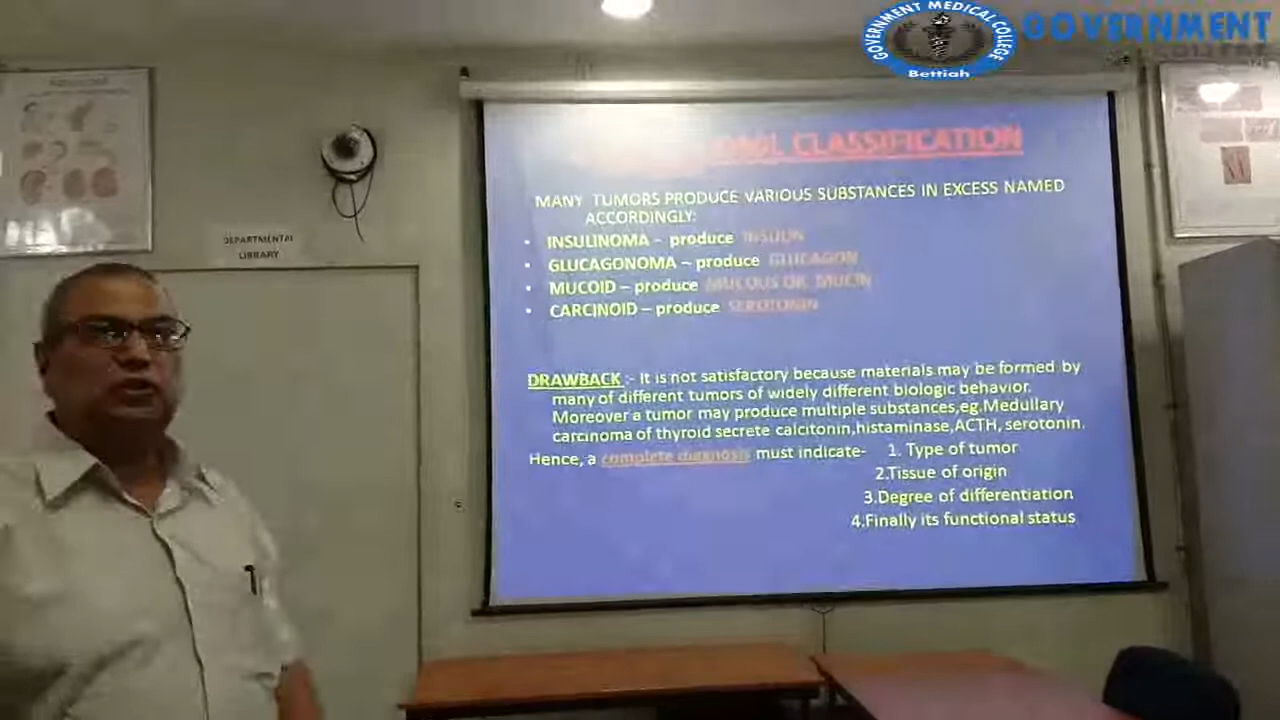 GOVERNMENT MEDICAL COLLEGE
Bettiah
GOVERNMENT
CLASSIFICATION
MANY TUMORS PRODUCE VARIOUS SUBSTANCES IN EXCESS NAMED
ACCORDINGLY:
• INSULINOMA – produce INSULIN
• GLUCAGONOMA – produce GLUCAGON
• MUCOID – produce MUCOUS OR MUCIN
• CARCINOID – produce SEROTONIN
DRAWBACK :- It is not satisfactory because materials may be formed by
many of different tumors of widely different biologic behavior.
Moreover a tumor may produce multiple substances,eg.Medullary
carcinoma of thyroid secrete calcitonin,histaminase,ACTH, serotonin.
Hence, a complete diagnosis must indicate- 1. Type of tumor
2.Tissue of origin
3.Degree of differentiation
4.Finally its functional status
DEPARTMENTAL
LIBRARY